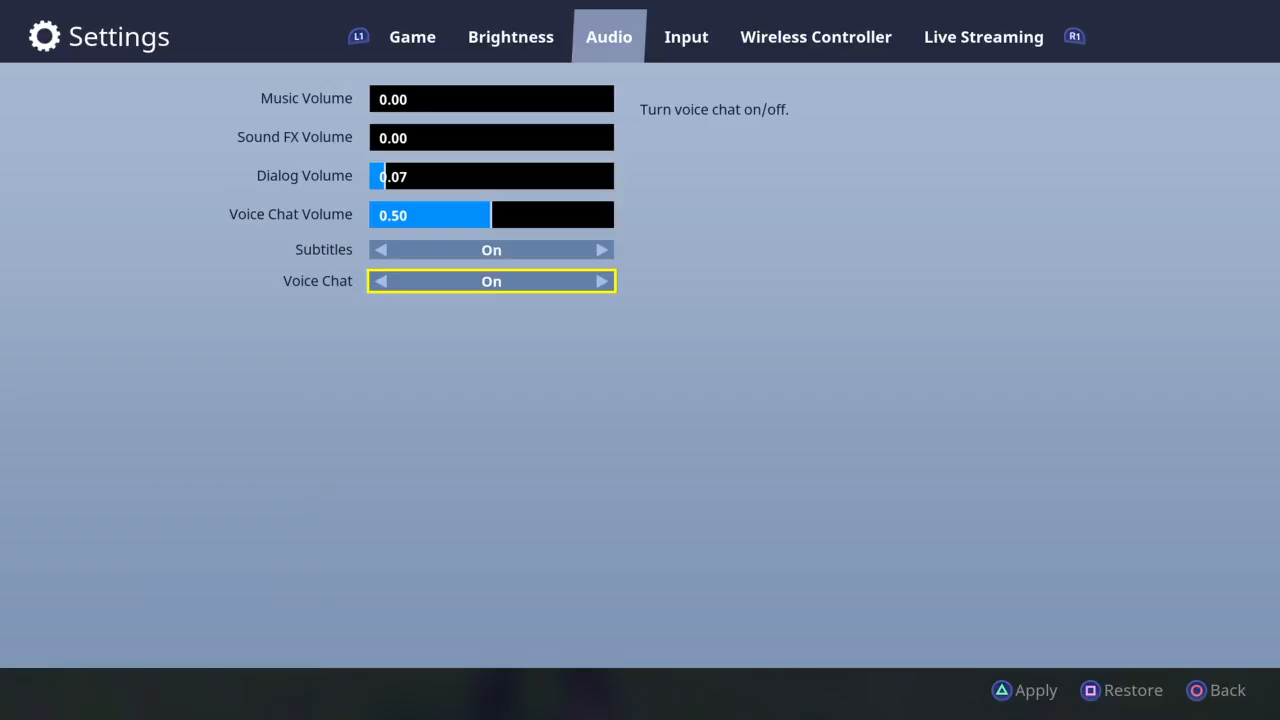 Settings
L1 Game Brightness Audio Input Wireless Controller Live Streaming R1
Music Volume 0.00
Turn voice chat on/off.
Sound FX Volume 0.00
Dialog Volume 0.07
Voice Chat Volume 0.50
Subtitles On
Voice Chat On
Apply Restore Back